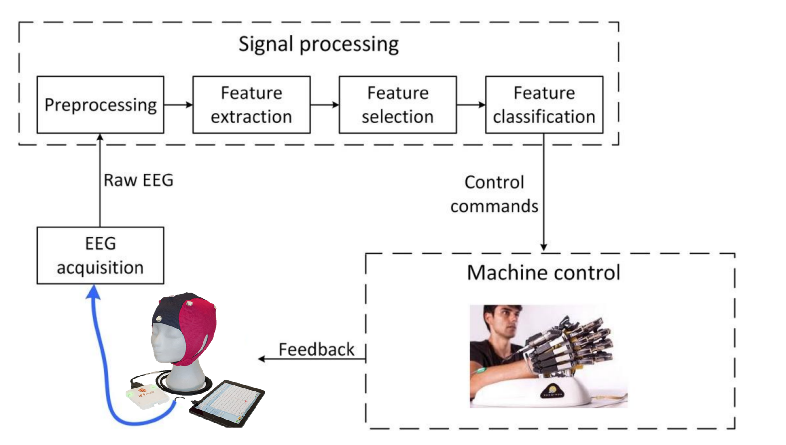 Signal processing
Preprocessing
Feature
extraction
Feature
selection
Feature
classification
Raw EEG
Control
commands
EEG
acquisition
Machine control
Feedback